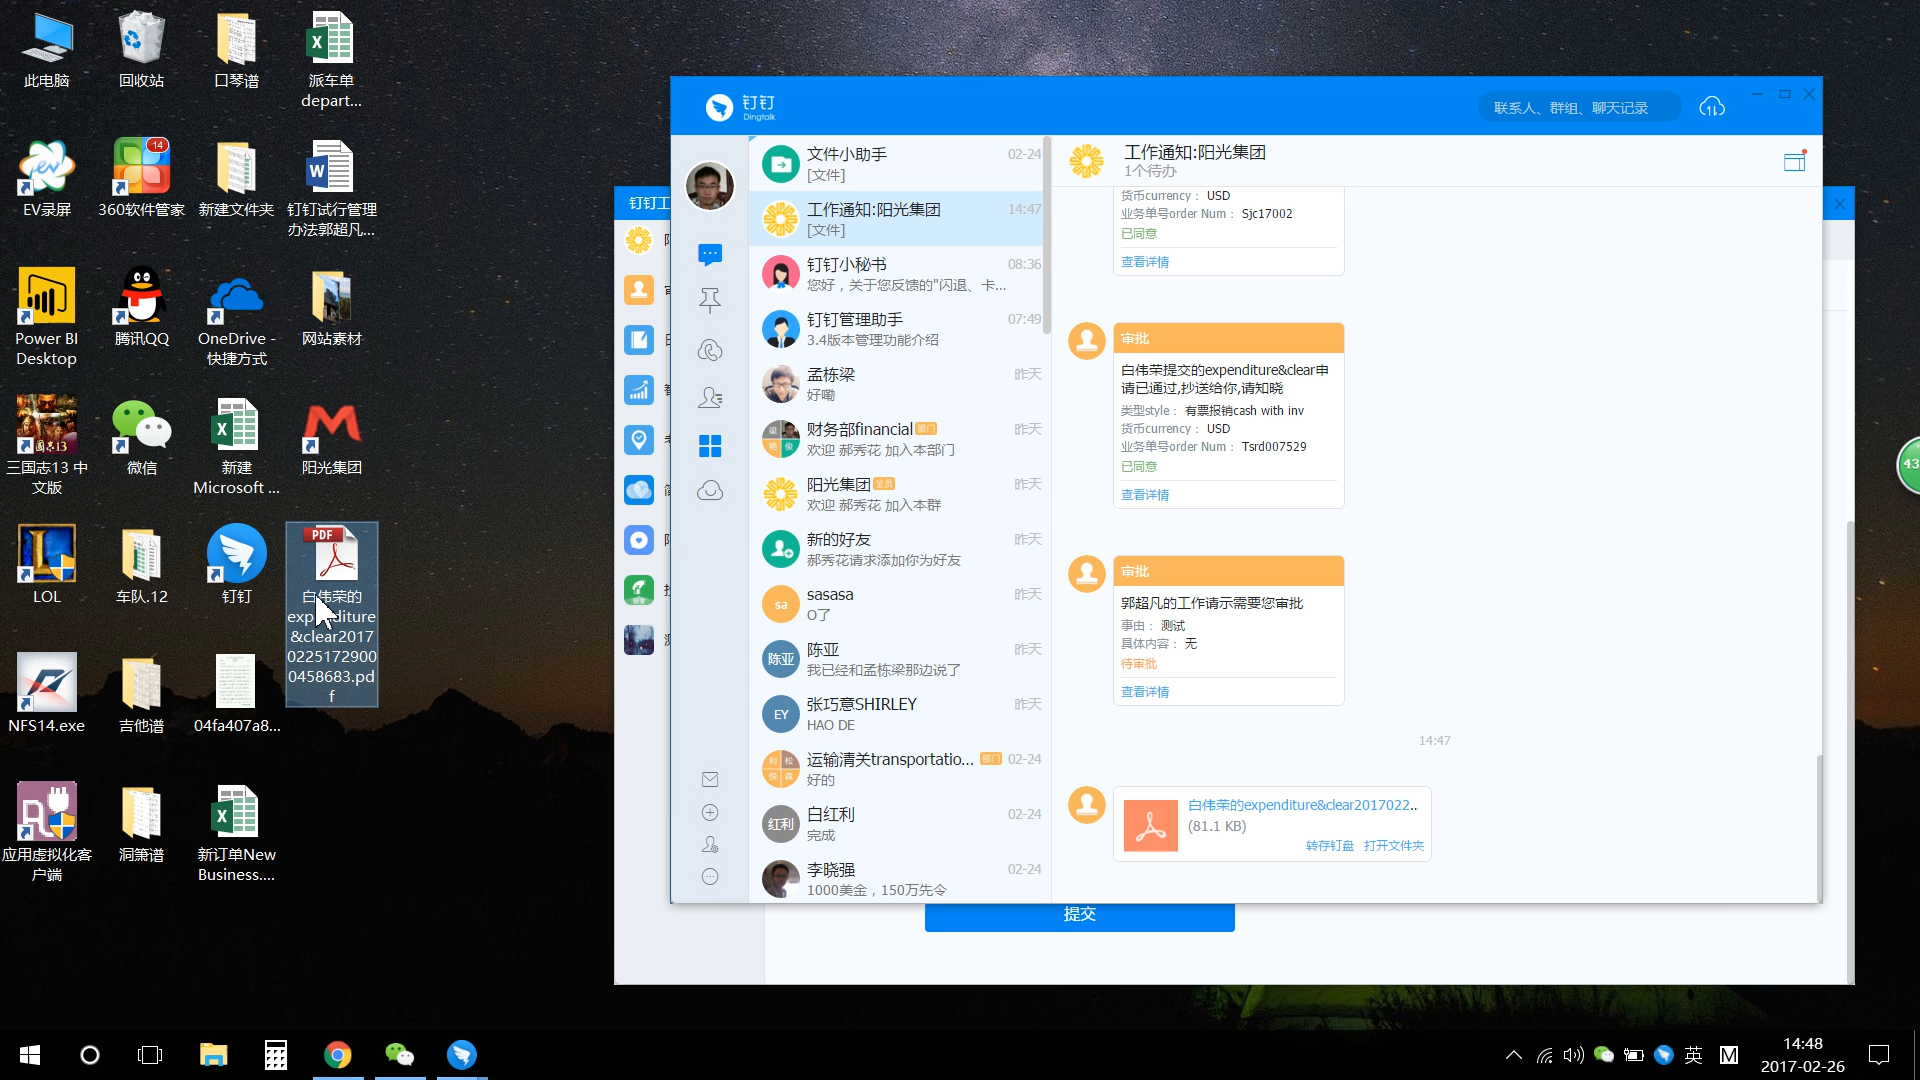 此电脑
回收站
口琴谱
派车单
depart...
EV录屏
14
360软件管家
新建文件夹
钉钉试行管理
办法郭超凡...
Power BI
Desktop
腾讯QQ
OneDrive -
快捷方式
网站素材
三国志13 中
文版
微信
新建
Microsoft ...
阳光集团
LOL
车队.12
钉钉
PDF
白伟荣的
expenditure
&clear2017
0225172900
0458683.pd
f
NFS14.exe
吉他谱
04fa407a8...
应用虚拟化客
户端
洞箫谱
新订单New
Business....
钉钉工
钉钉
Dingtalk
联系人、群组、聊天记录
文件小助手
02-24
[文件]
工作通知:阳光集团
14:47
[文件]
钉钉小秘书
08:36
您好，关于您反馈的"闪退、卡...
钉钉管理助手
07:49
3.4版本管理功能介绍
孟栋梁
昨天
好嘞
财务部financial
部门
昨天
欢迎 郝秀花 加入本部门
阳光集团
全员
昨天
欢迎 郝秀花 加入本群
新的好友
昨天
郝秀花请求添加你为好友
sa
sasasa
昨天
O了
陈亚
陈亚
昨天
我已经和孟栋梁那边说了
EY
张巧意SHIRLEY
昨天
HAO DE
运输清关transportatio...
部门
02-24
好的
红利
白红利
02-24
完成
李晓强
02-24
1000美金，150万先令
工作通知:阳光集团
1个待办
货币currency： USD
业务单号order Num： Sjc17002
已同意
查看详情
审批
白伟荣提交的expenditure&clear申
请已通过,抄送给你,请知晓
类型style： 有票报销cash with inv
货币currency： USD
业务单号order Num： Tsrd007529
已同意
查看详情
审批
郭超凡的工作请示需要您审批
事由： 测试
具体内容： 无
待审批
查看详情
14:47
白伟荣的expenditure&clear2017022...
(81.1 KB)
转存钉盘 打开文件夹
提交
43
英
M
14:48
2017-02-26